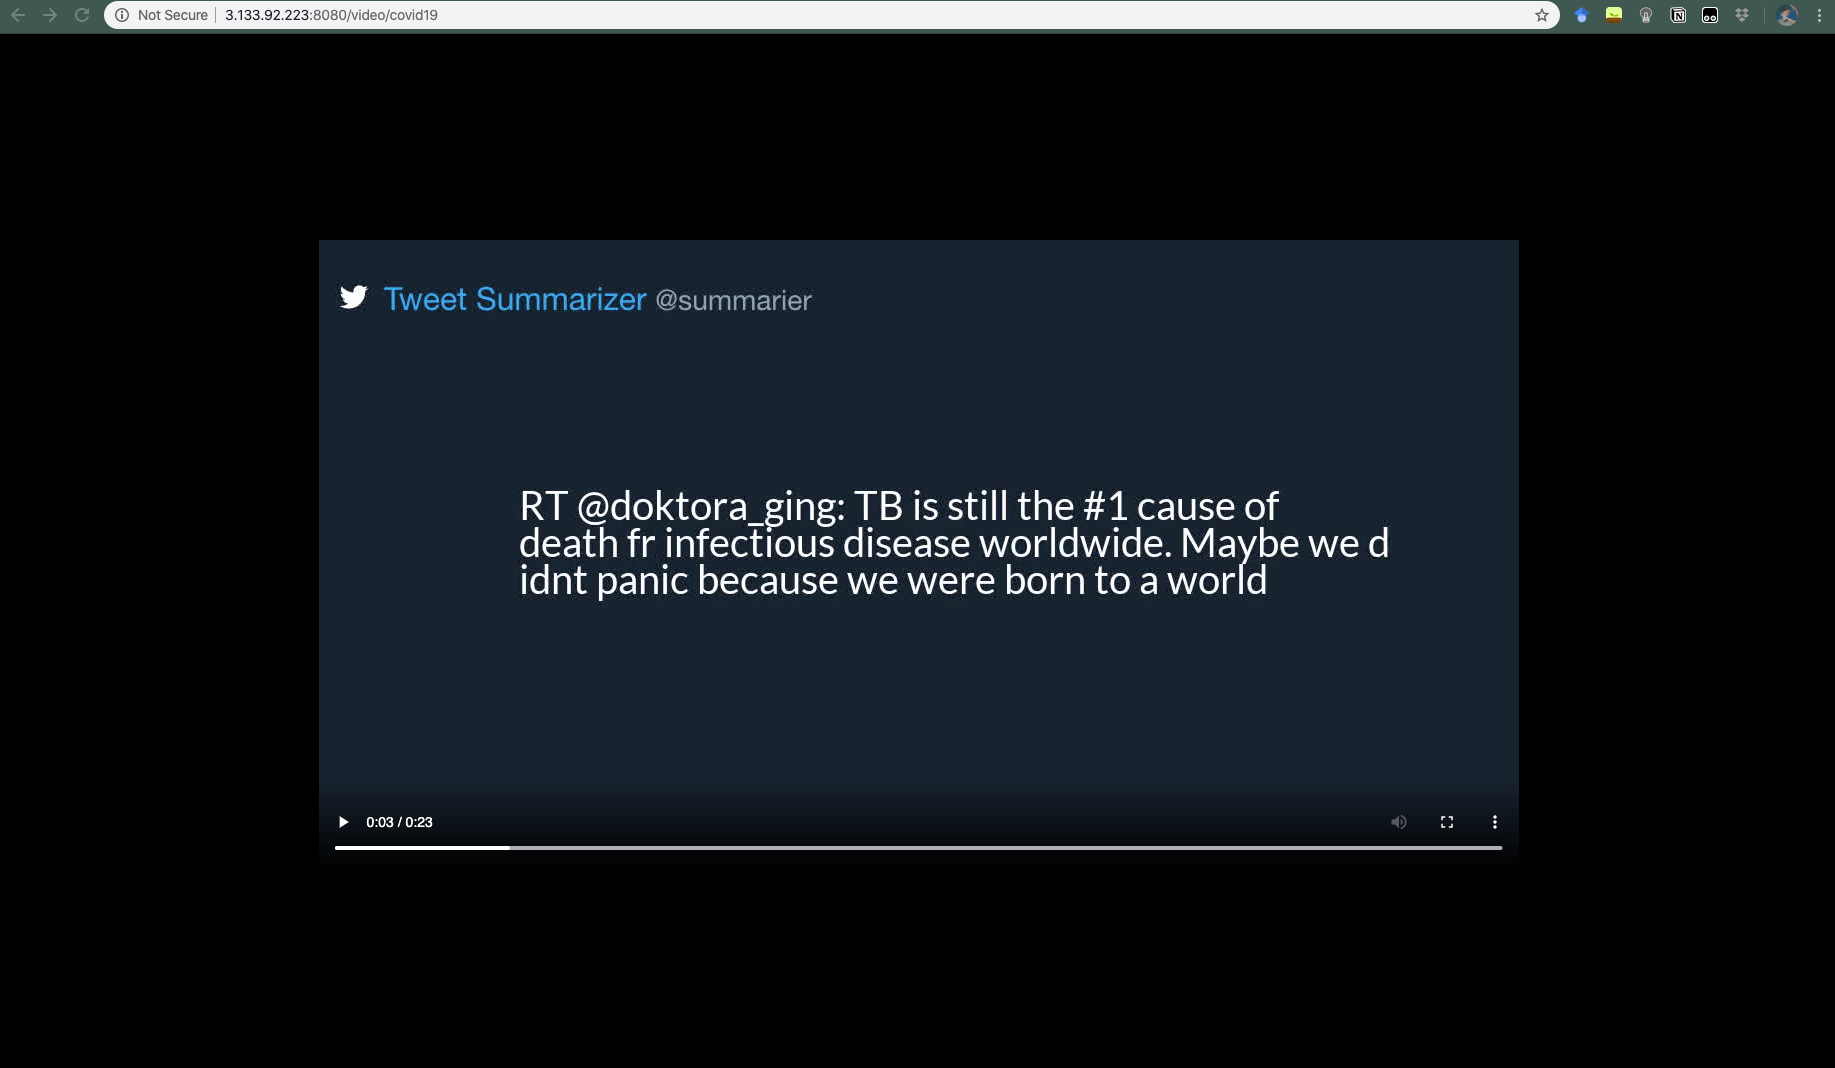 Not Secure 3.133.92.223:8080/video/covid19
Tweet Summarizer @summarier
RT @doktora_ging: TB is still the #1 cause of
death fr infectious disease worldwide. Maybe we d
idnt panic because we were born to a world
0:03 / 0:23